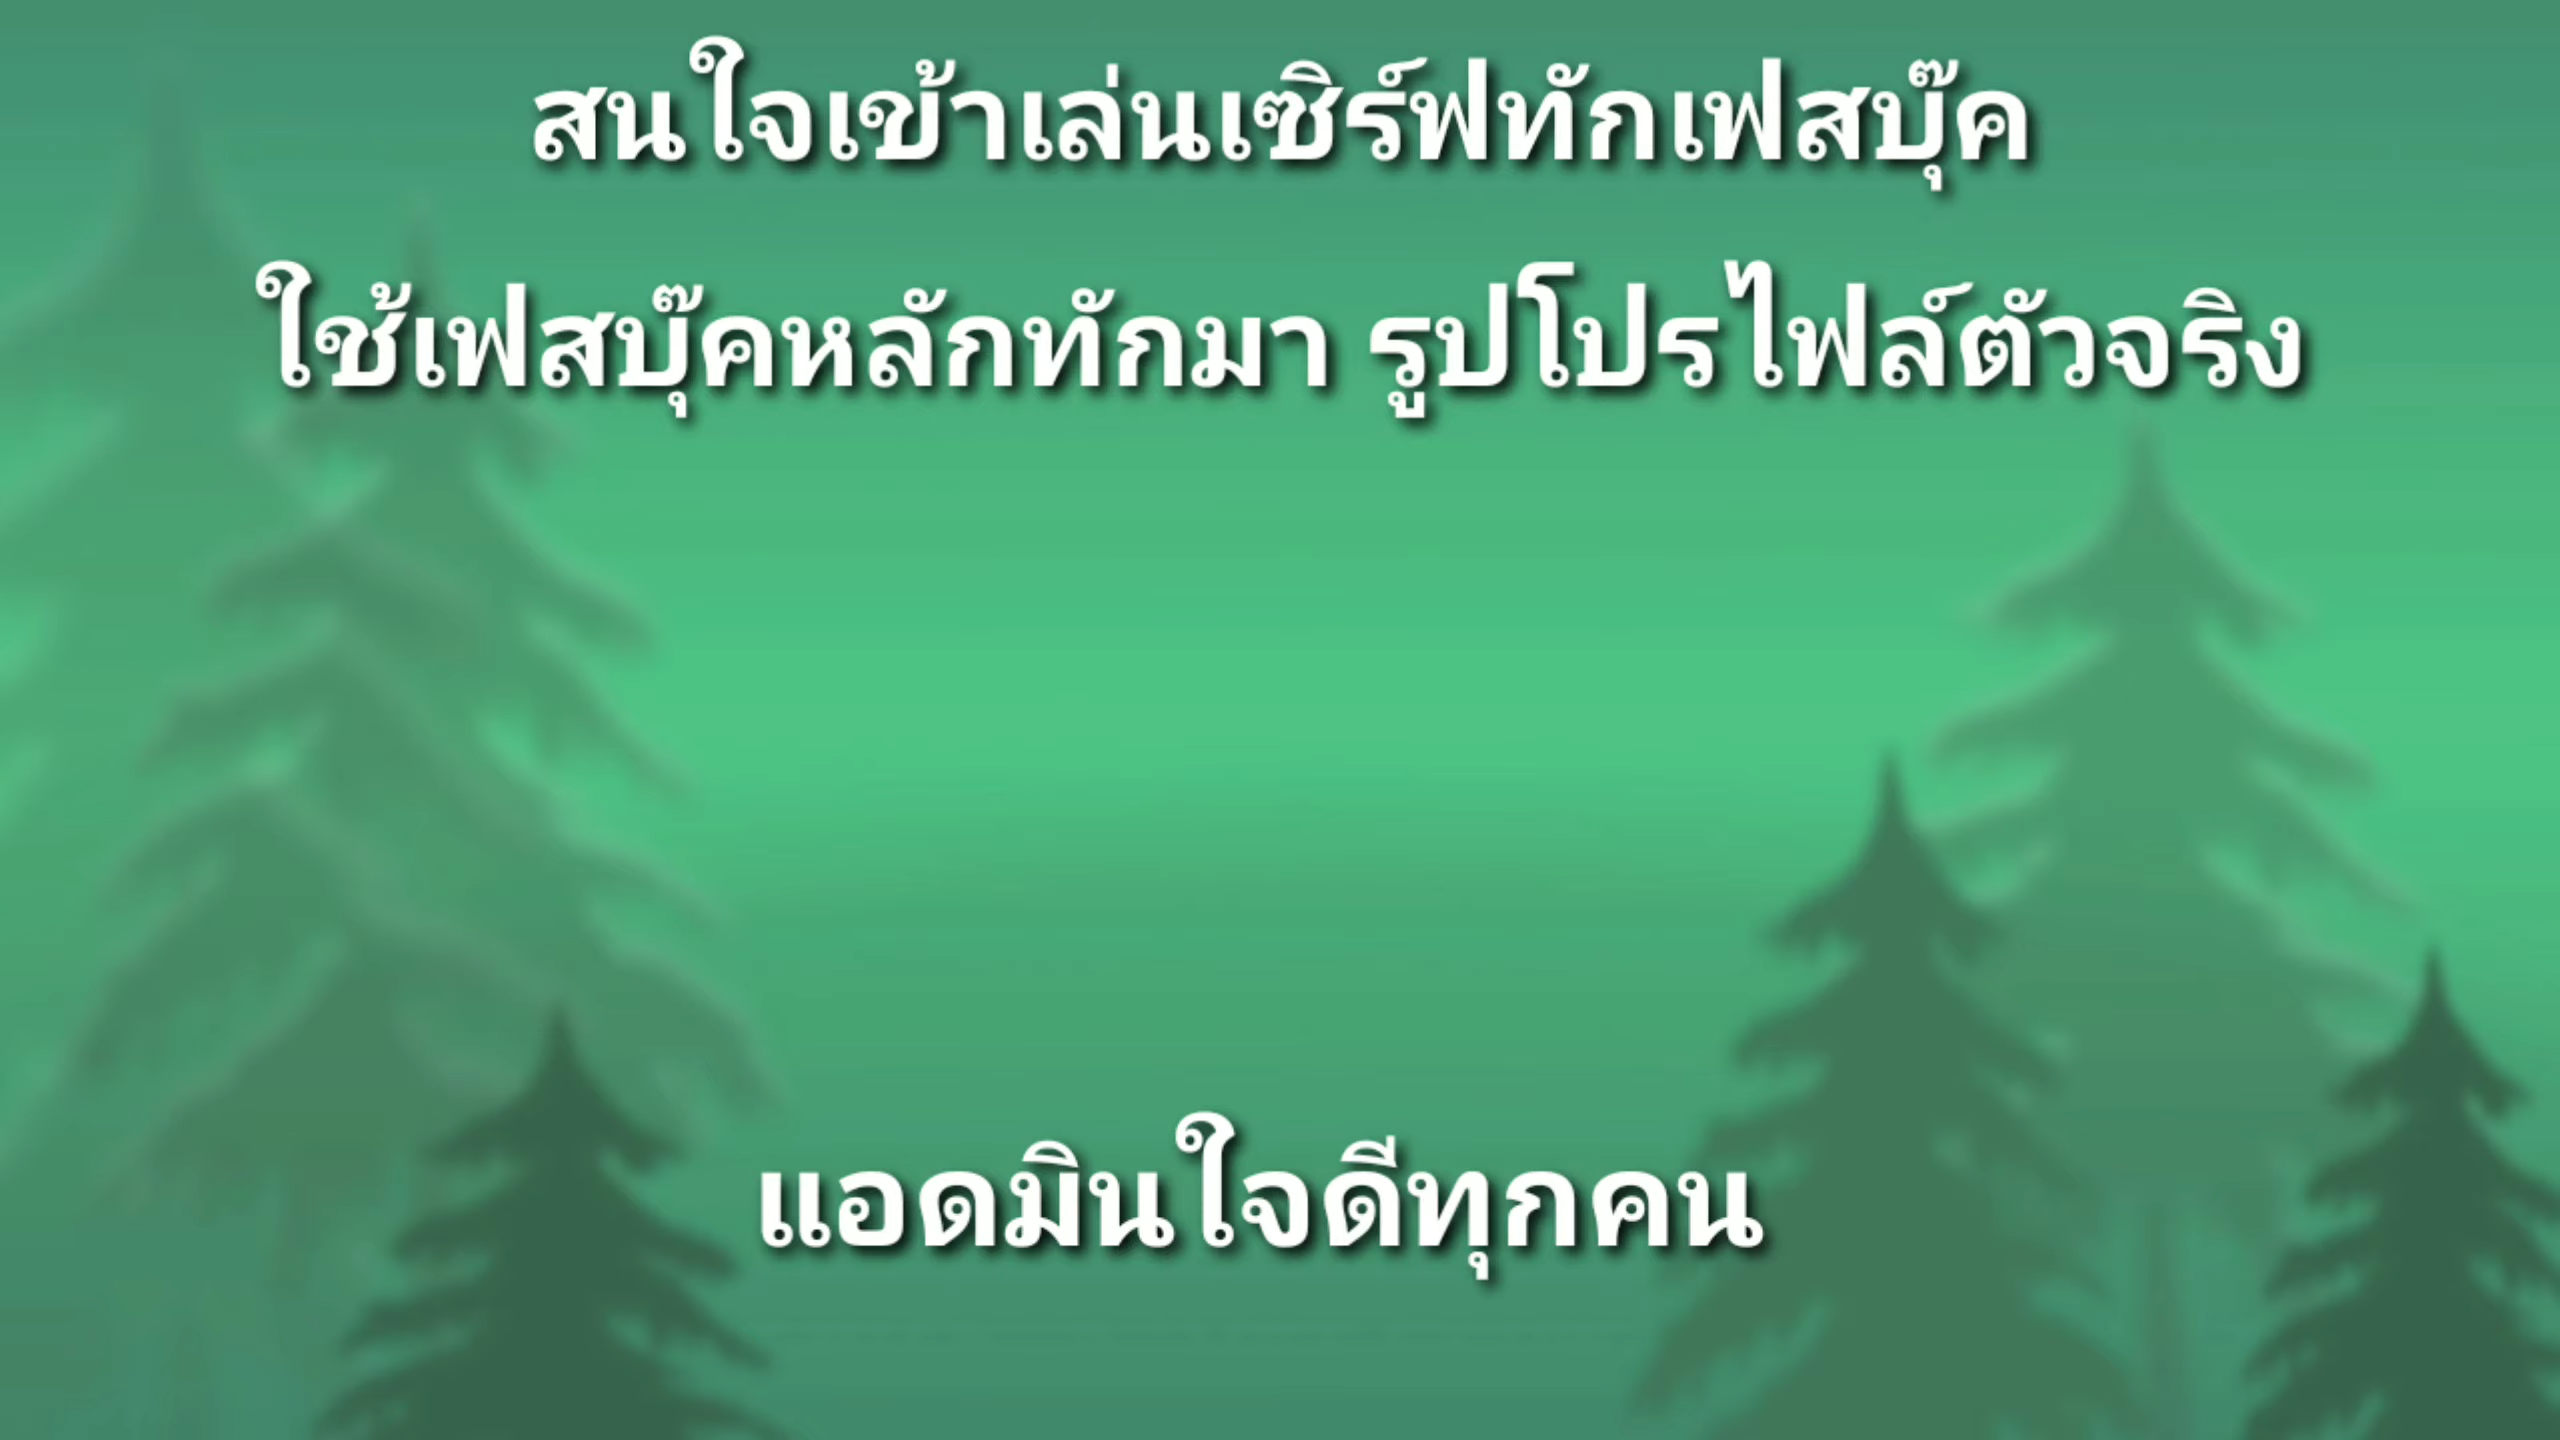 สนใจเข้าเล่นเซิร์ฟทักเฟสบุ๊ค
ใช้เฟสบุ๊คหลักทักมา รูปโปรไฟล์ตัวจริง
แอดมินใจดีทุกคน